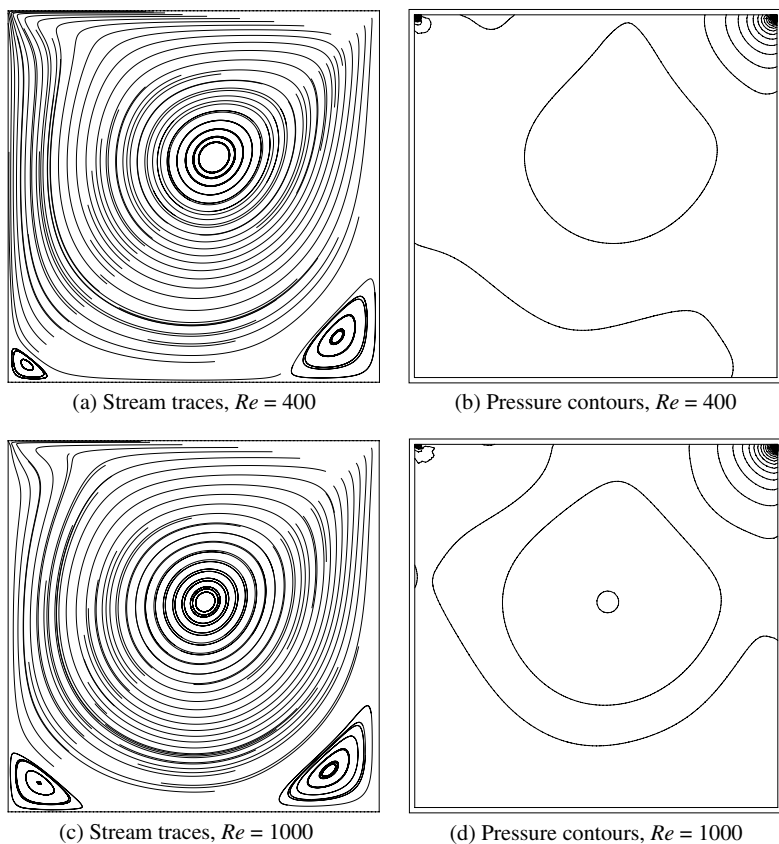 (a) Stream traces, Re = 400
(b) Pressure contours, Re = 400
(c) Stream traces, Re = 1000
(d) Pressure contours, Re = 1000